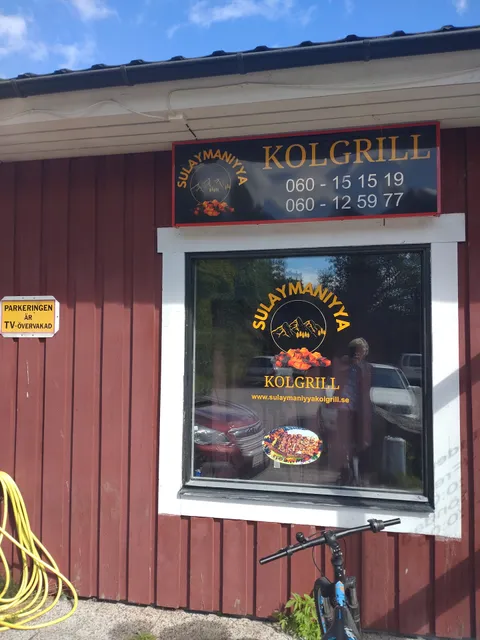 SULAYMANIYYA
KOLGRILL
060 - 15 15 19
060 - 12 59 77
PARKERINGEN
ÄR
TV-ÖVERVAKAD
SULAYMANIYYA
KOLGRILL
www.sulaymaniyyakolgrill.se